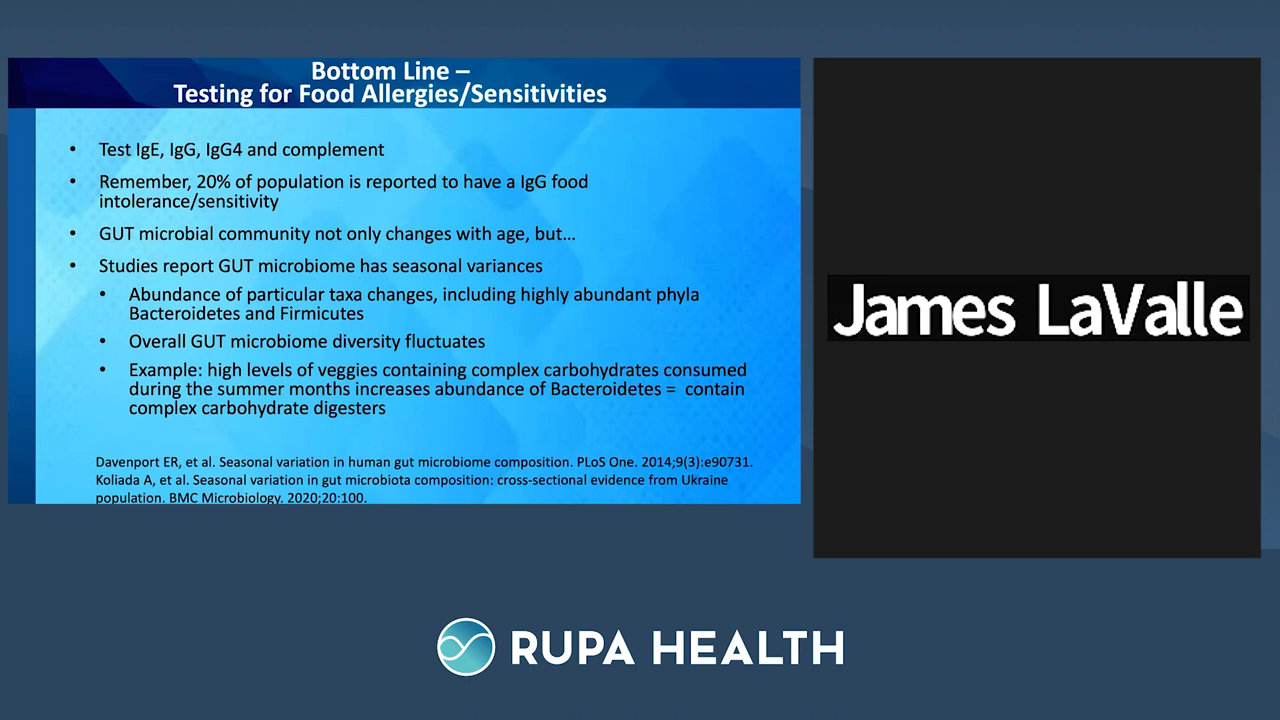 Bottom Line –
Testing for Food Allergies/Sensitivities
• Test IgE, IgG, IgG4 and complement
• Remember, 20% of population is reported to have a IgG food
intolerance/sensitivity
• GUT microbial community not only changes with age, but…
• Studies report GUT microbiome has seasonal variances
• Abundance of particular taxa changes, including highly abundant phyla
Bacteroidetes and Firmicutes
• Overall GUT microbiome diversity fluctuates
• Example: high levels of veggies containing complex carbohydrates consumed
during the summer months increases abundance of Bacteroidetes = contain
complex carbohydrate digesters
Davenport ER, et al. Seasonal variation in human gut microbiome composition. PLoS One. 2014;9(3):e90731.
Koliada A, et al. Seasonal variation in gut microbiota composition: cross-sectional evidence from Ukraine
population. BMC Microbiology. 2020;20:100.
James LaValle
RUPA HEALTH